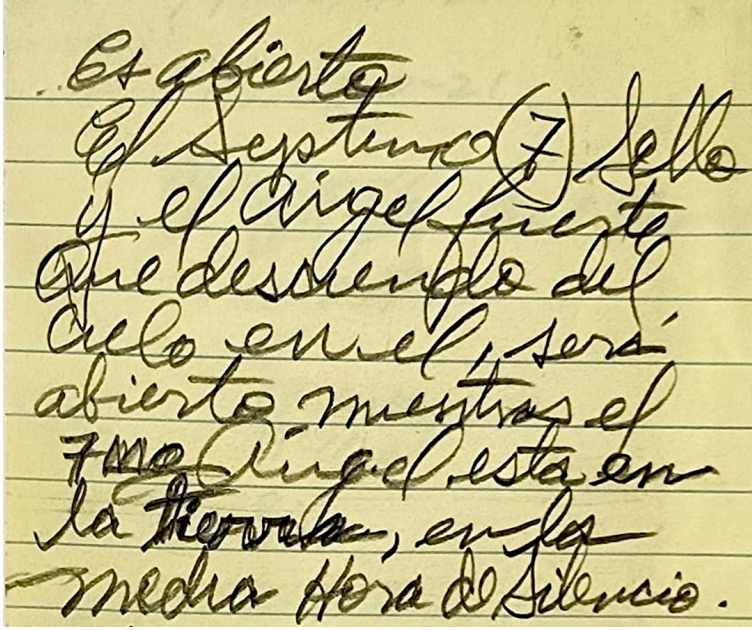 Es abierto
El Septimo (7) Sello
y el Angel fuerte
Que desciende del
cielo en el, será
abierto mientras el
7mo Angel esta en
la tierra, en la
media Hora de Silencio.